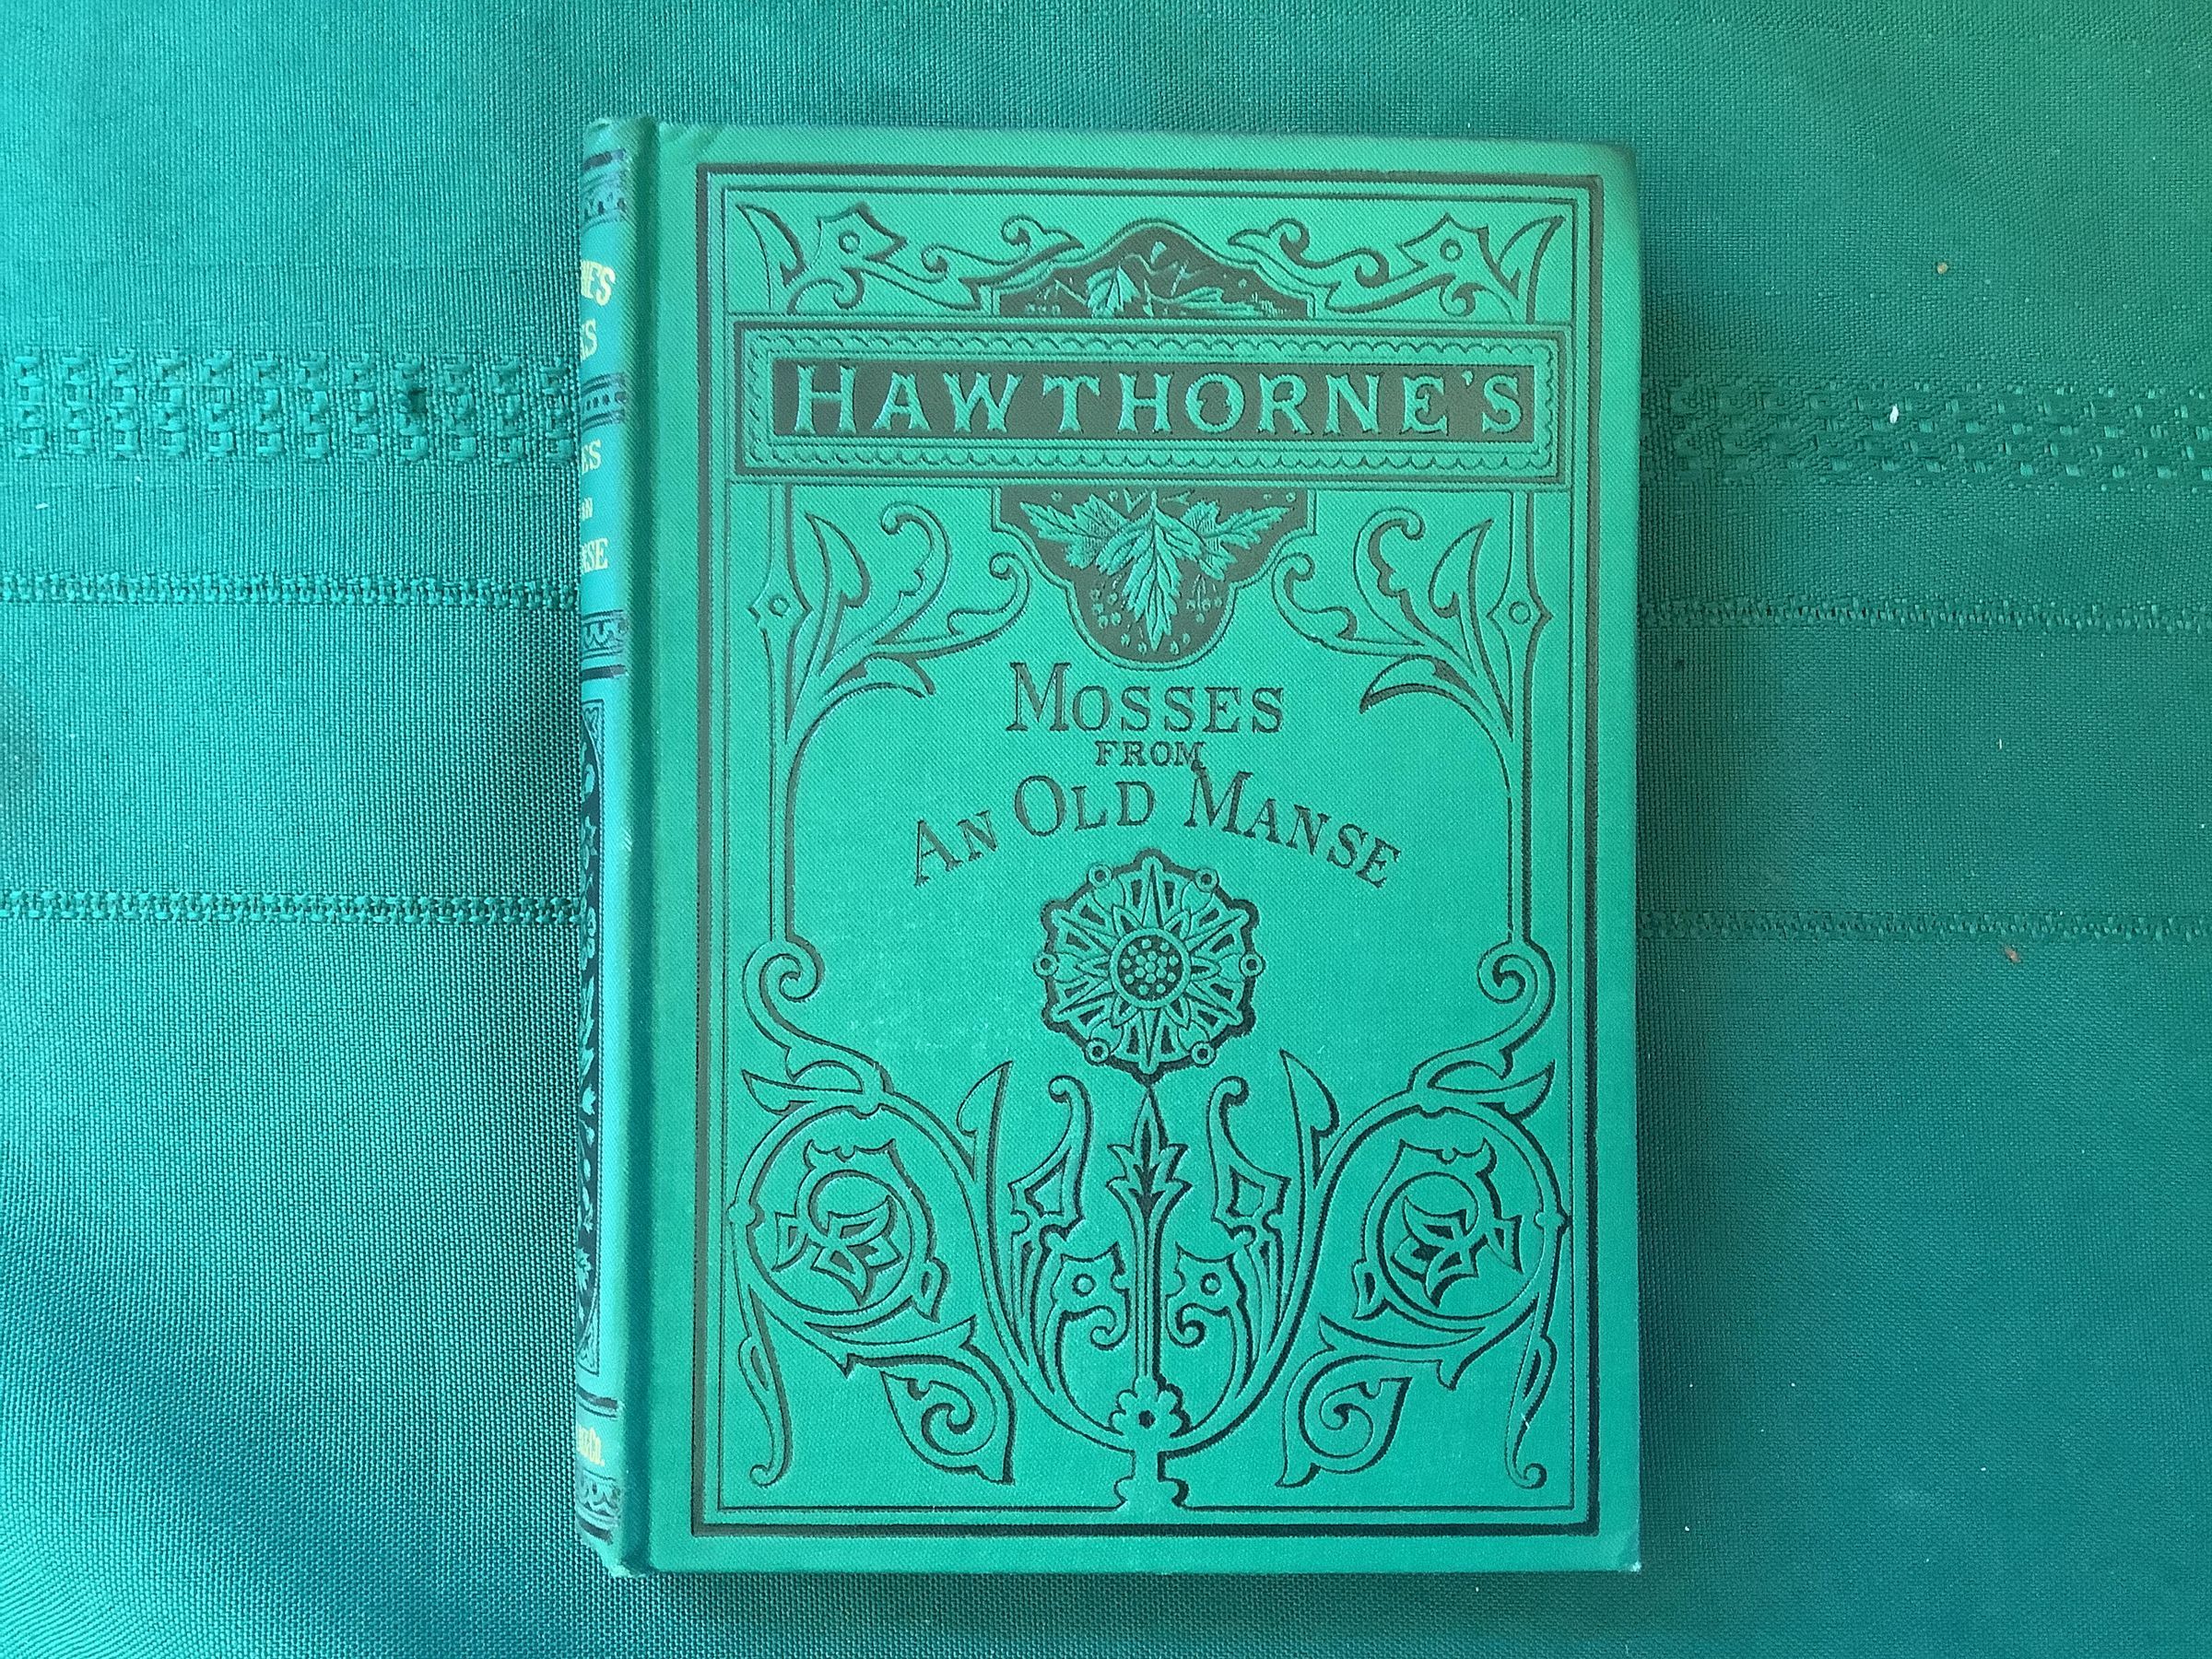 HAWTHORNE'S
MOSSES
FROM
AN OLD MANSE